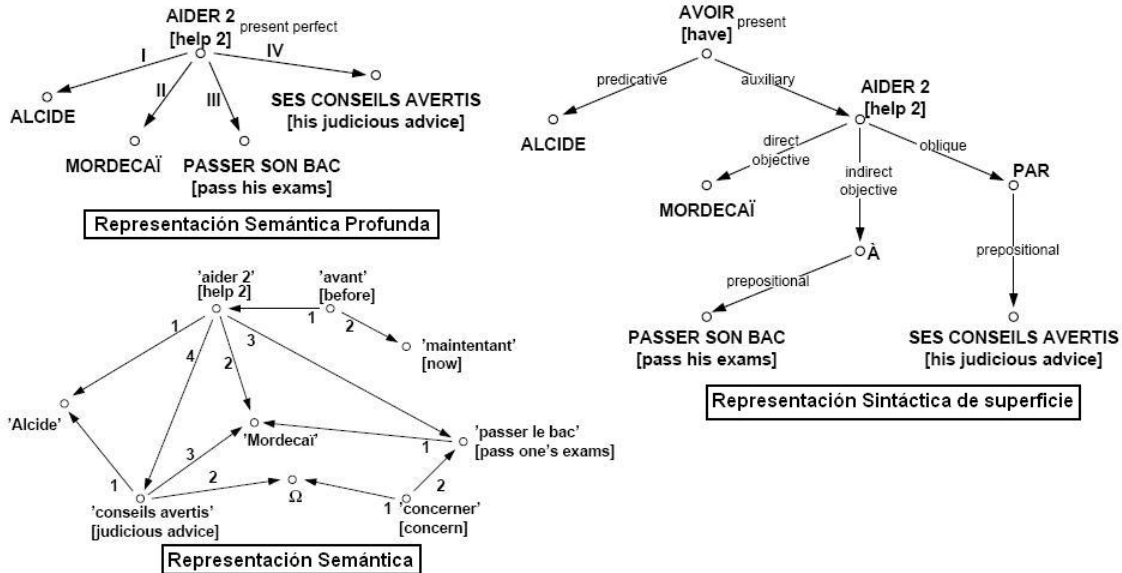 AIDER 2
[help 2]
present perfect
I
II
III
IV
ALCIDE
MORDECAÏ
PASSER SON BAC
[pass his exams]
SES CONSEILS AVERTIS
[his judicious advice]
Representación Semántica Profunda
'aider 2'
[help 2]
'avant'
[before]
1
2
'maintentant'
[now]
1
4
2
3
'Alcide'
'Mordecaï'
1
'passer le bac'
[pass one's exams]
1
3
2
Ω
2
1
'conseils avertis'
[judicious advice]
'concerner'
[concern]
Representación Semántica
AVOIR
[have]
present
predicative
auxiliary
ALCIDE
AIDER 2
[help 2]
direct
objective
indirect
objective
oblique
MORDECAÏ
PAR
À
prepositional
prepositional
PASSER SON BAC
[pass his exams]
SES CONSEILS AVERTIS
[his judicious advice]
Representación Sintáctica de superficie